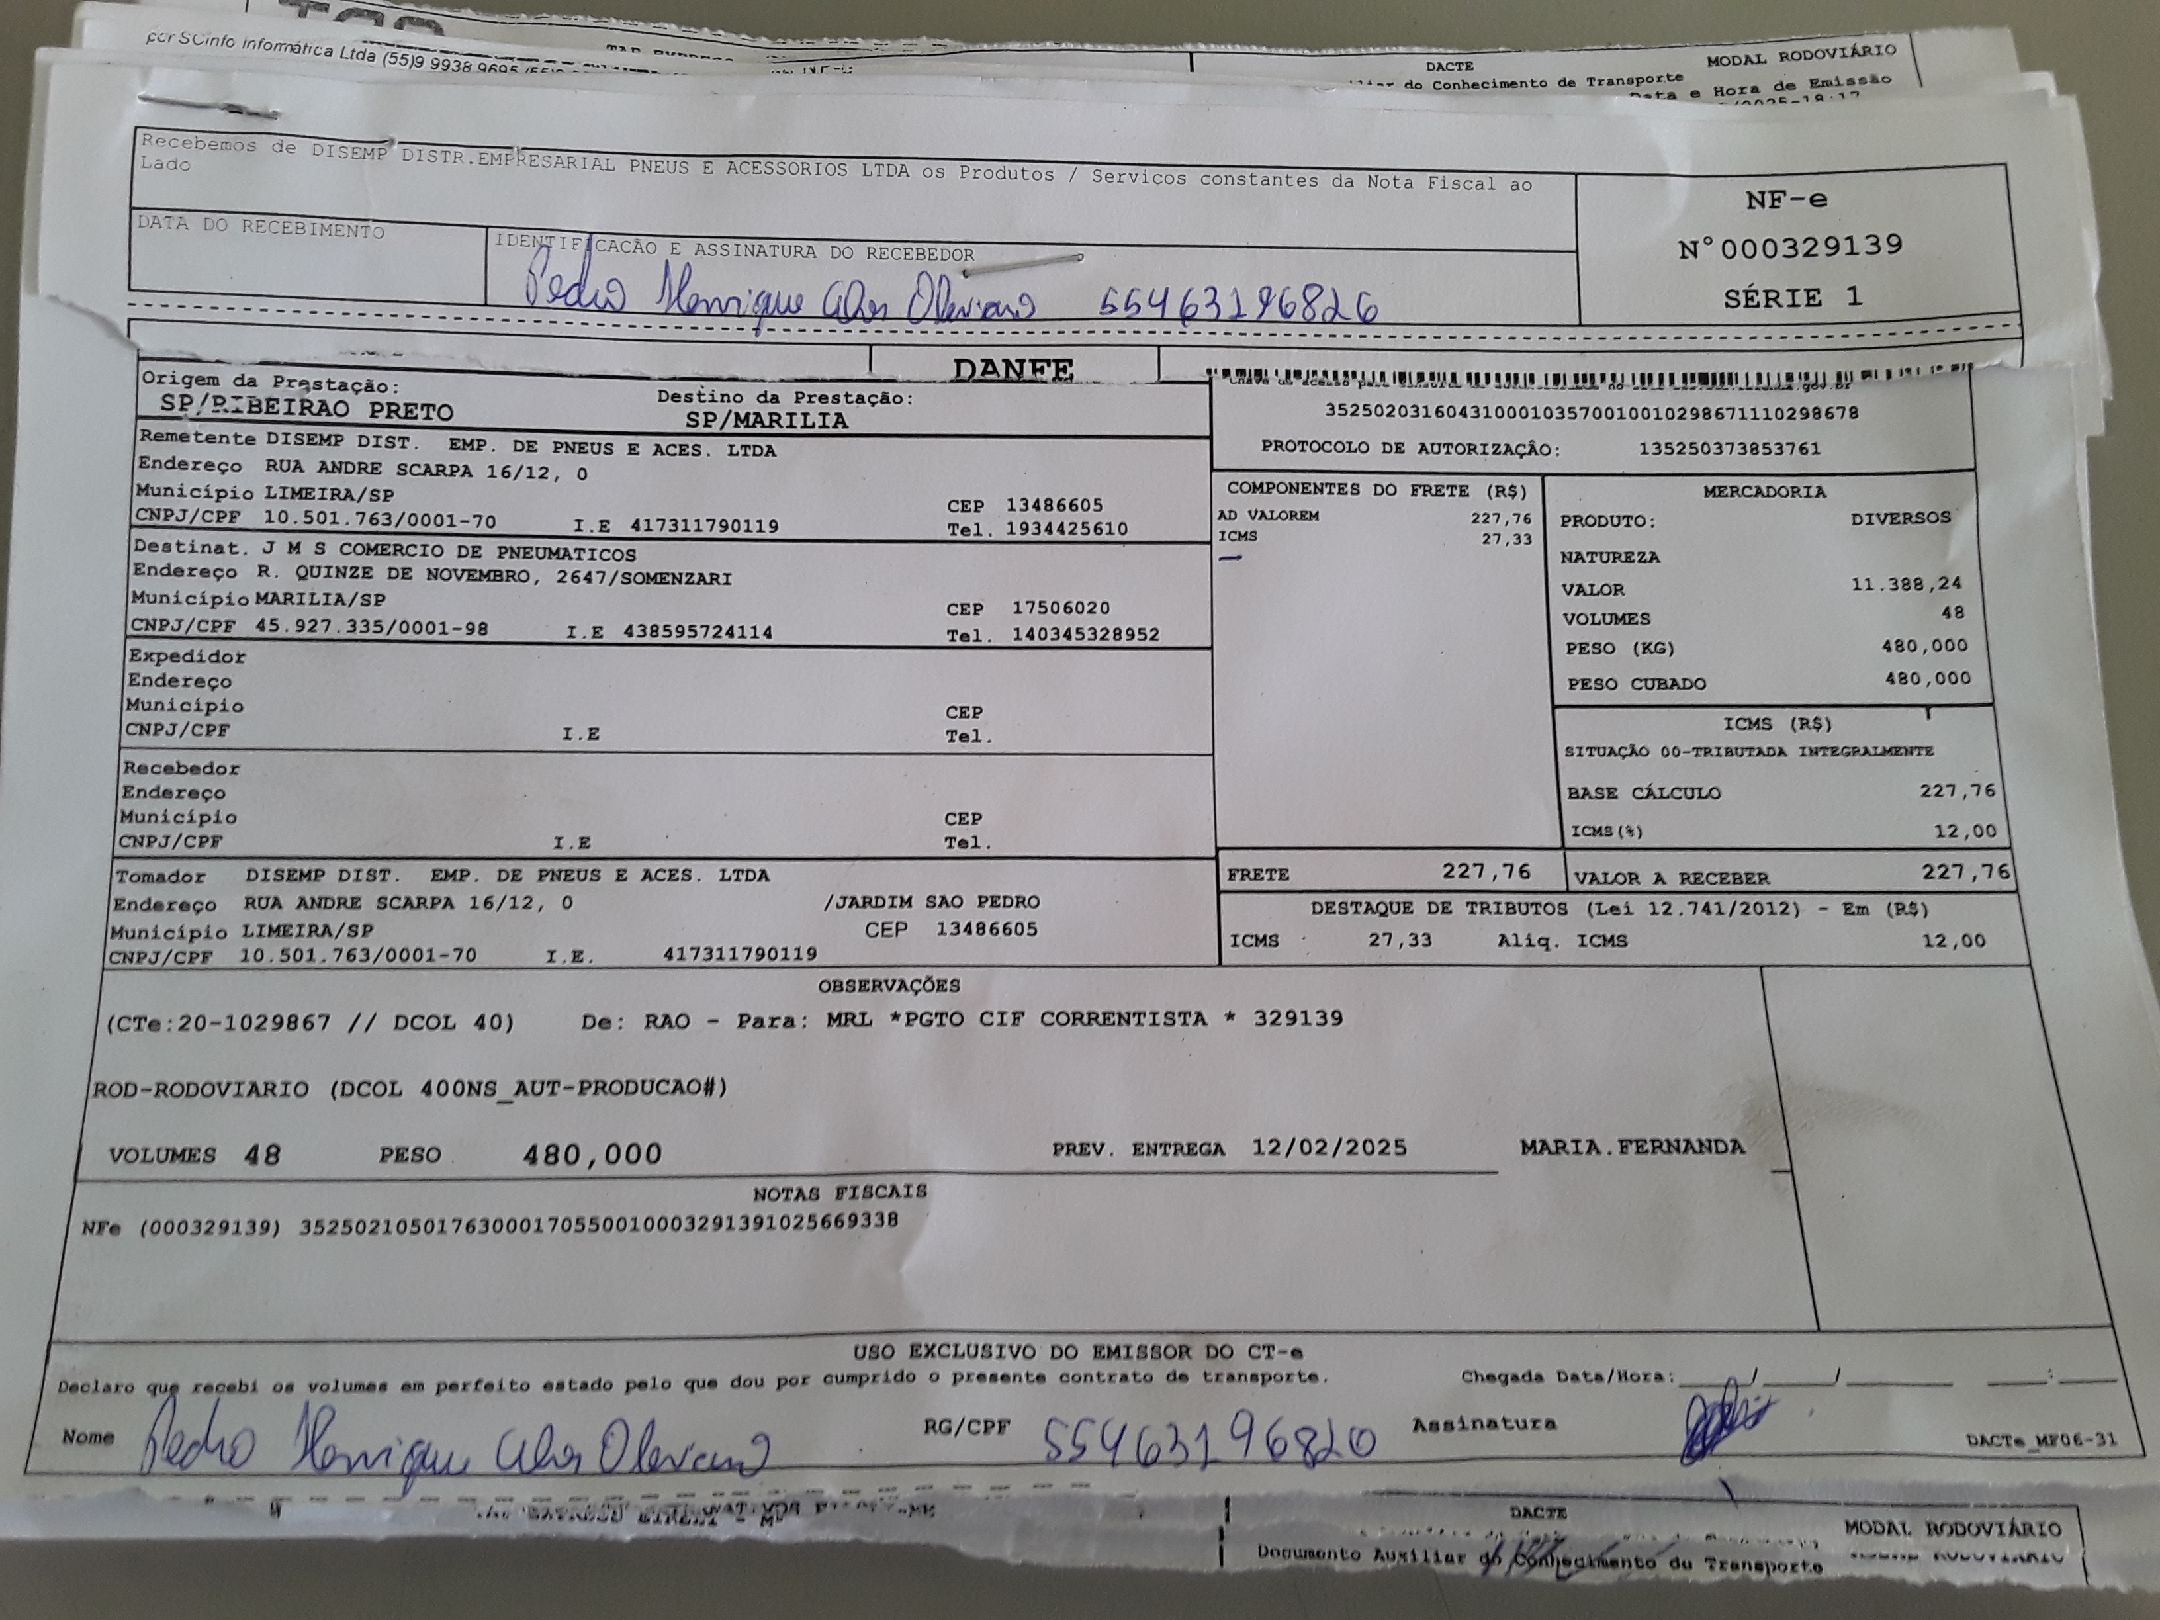 por SCinfo Informática Ltda (55)9 9938 9695
DACTE
MODAL RODOVIÁRIO
do Conhecimento de Transporte
Data e Hora de Emissão
Recebemos de DISEMP DISTR.EMPRESARIAL PNEUS E ACESSORIOS LTDA os Produtos / Serviços constantes da Nota Fiscal ao
Lado
NF-e
N°000329139
SÉRIE 1
DATA DO RECEBIMENTO
IDENTIFICAÇÃO E ASSINATURA DO RECEBEDOR
Pedro Henrique 55463196826
DANFE
Origem da Prestação:
SP/RIBEIRAO PRETO
Destino da Prestação:
SP/MARILIA
35250203160431000103570010010298671110298678
PROTOCOLO DE AUTORIZAÇÃO: 135250373853761
Remetente DISEMP DIST. EMP. DE PNEUS E ACES. LTDA
Endereço RUA ANDRE SCARPA 16/12, 0
Município LIMEIRA/SP CEP 13486605
CNPJ/CPF 10.501.763/0001-70 I.E 417311790119 Tel. 1934425610
Destinat. J M S COMERCIO DE PNEUMATICOS
Endereço R. QUINZE DE NOVEMBRO, 2647/SOMENZARI
Município MARILIA/SP CEP 17506020
CNPJ/CPF 45.927.335/0001-98 I.E 438595724114 Tel. 140345328952
Expedidor
Endereço
Município CEP
CNPJ/CPF I.E Tel.
Recebedor
Endereço
Município CEP
CNPJ/CPF I.E Tel.
Tomador DISEMP DIST. EMP. DE PNEUS E ACES. LTDA
Endereço RUA ANDRE SCARPA 16/12, 0 /JARDIM SAO PEDRO
Município LIMEIRA/SP CEP 13486605
CNPJ/CPF 10.501.763/0001-70 I.E. 417311790119
COMPONENTES DO FRETE (R$)
AD VALOREM 227,76
ICMS 27,33
MERCADORIA
PRODUTO: DIVERSOS
NATUREZA
VALOR 11.388,24
VOLUMES 48
PESO (KG) 480,000
PESO CUBADO 480,000
ICMS (R$)
SITUAÇÃO 00-TRIBUTADA INTEGRALMENTE
BASE CÁLCULO 227,76
ICMS(%) 12,00
FRETE 227,76 VALOR A RECEBER 227,76
DESTAQUE DE TRIBUTOS (Lei 12.741/2012) - Em (R$)
ICMS 27,33 Aliq. ICMS 12,00
OBSERVAÇÕES
(CTe:20-1029867 // DCOL 40) De: RAO - Para: MRL *PGTO CIF CORRENTISTA * 329139
ROD-RODOVIARIO (DCOL 400NS_AUT-PRODUCAO#)
VOLUMES 48 PESO 480,000 PREV. ENTREGA 12/02/2025 MARIA.FERNANDA
NOTAS FISCAIS
NFe (000329139) 35250210501763000170550010003291391025669338
USO EXCLUSIVO DO EMISSOR DO CT-e
Declaro que recebi os volumes em perfeito estado pelo que dou por cumprido o presente contrato de transporte. Chegada Data/Hora: ____/____/______ ____:____
Nome Pedro Henrique RG/CPF 55463196820 Assinatura
DACTe_MF06-31
DACTE
MODAL RODOVIÁRIO
Documento Auxiliar do Conhecimento du Transporte